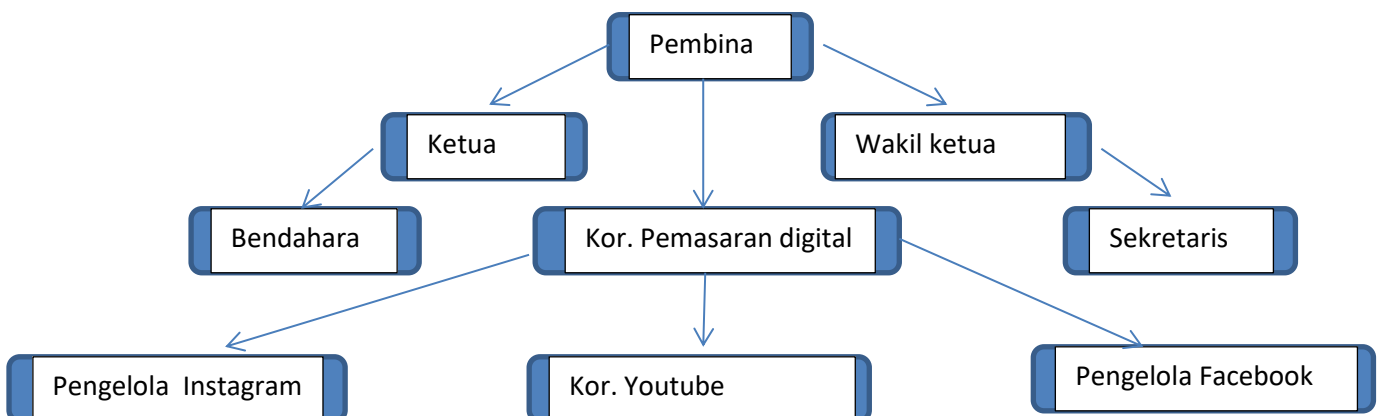 Pembina
Ketua
Wakil ketua
Bendahara
Kor. Pemasaran digital
Sekretaris
Pengelola  Instagram
Kor. Youtube
Pengelola Facebook